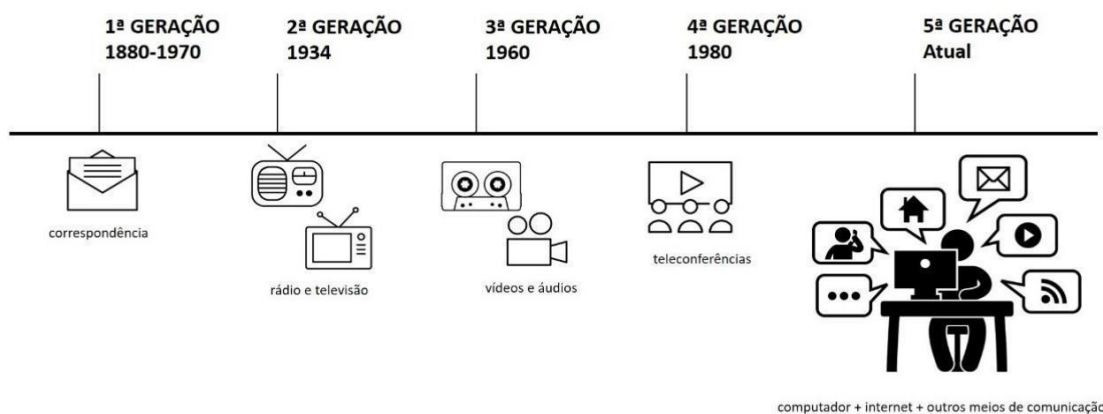 1ª GERAÇÃO
1880-1970
2ª GERAÇÃO
1934
3ª GERAÇÃO
1960
4ª GERAÇÃO
1980
5ª GERAÇÃO
Atual
correspondência
rádio e televisão
vídeos e áudios
teleconferências
computador + internet + outros meios de comunicação